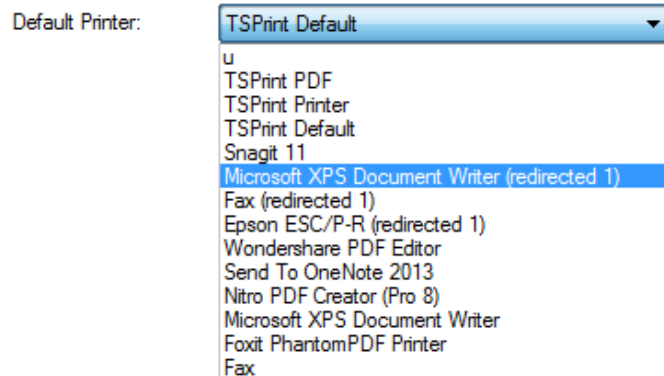 Default Printer: TSPrint Default
u
TSPrint PDF
TSPrint Printer
TSPrint Default
Snagit 11
Microsoft XPS Document Writer (redirected 1)
Fax (redirected 1)
Epson ESC/P-R (redirected 1)
Wondershare PDF Editor
Send To OneNote 2013
Nitro PDF Creator (Pro 8)
Microsoft XPS Document Writer
Foxit PhantomPDF Printer
Fax